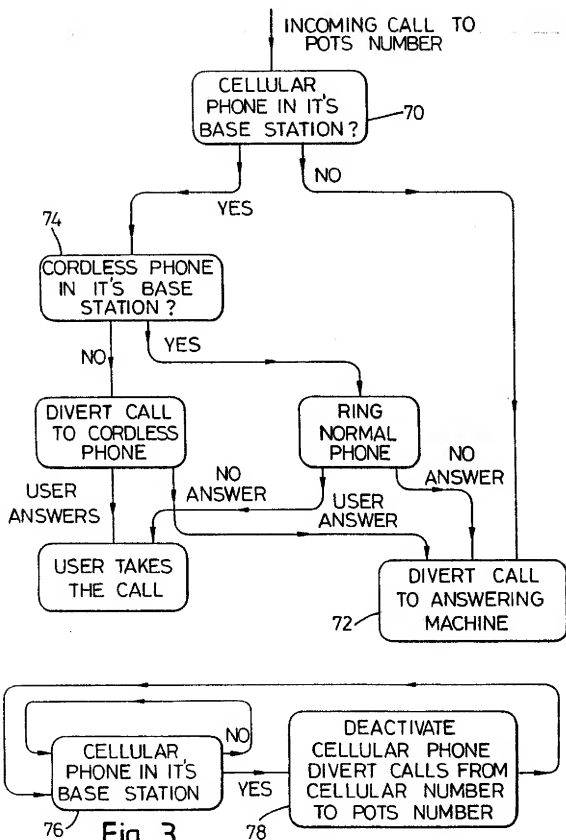 INCOMING CALL TO
POTS NUMBER
CELLULAR
PHONE IN IT'S
BASE STATION?
70
YES
NO
74
CORDLESS PHONE
IN IT'S BASE
STATION?
NO
YES
DIVERT CALL
TO CORDLESS
PHONE
RING
NORMAL
PHONE
USER
ANSWERS
NO
ANSWER
USER
ANSWER
NO
ANSWER
USER TAKES
THE CALL
DIVERT CALL
TO ANSWERING
MACHINE
72
NO
CELLULAR
PHONE IN IT'S
BASE STATION
YES
DEACTIVATE
CELLULAR PHONE
DIVERT CALLS FROM
CELLULAR NUMBER
TO POTS NUMBER
76
Fig. 3
78